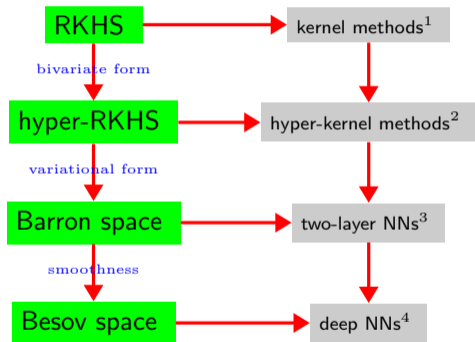 RKHS kernel methods¹
bivariate form
hyper-RKHS hyper-kernel methods²
variational form
Barron space two-layer NNs³
smoothness
Besov space deep NNs⁴